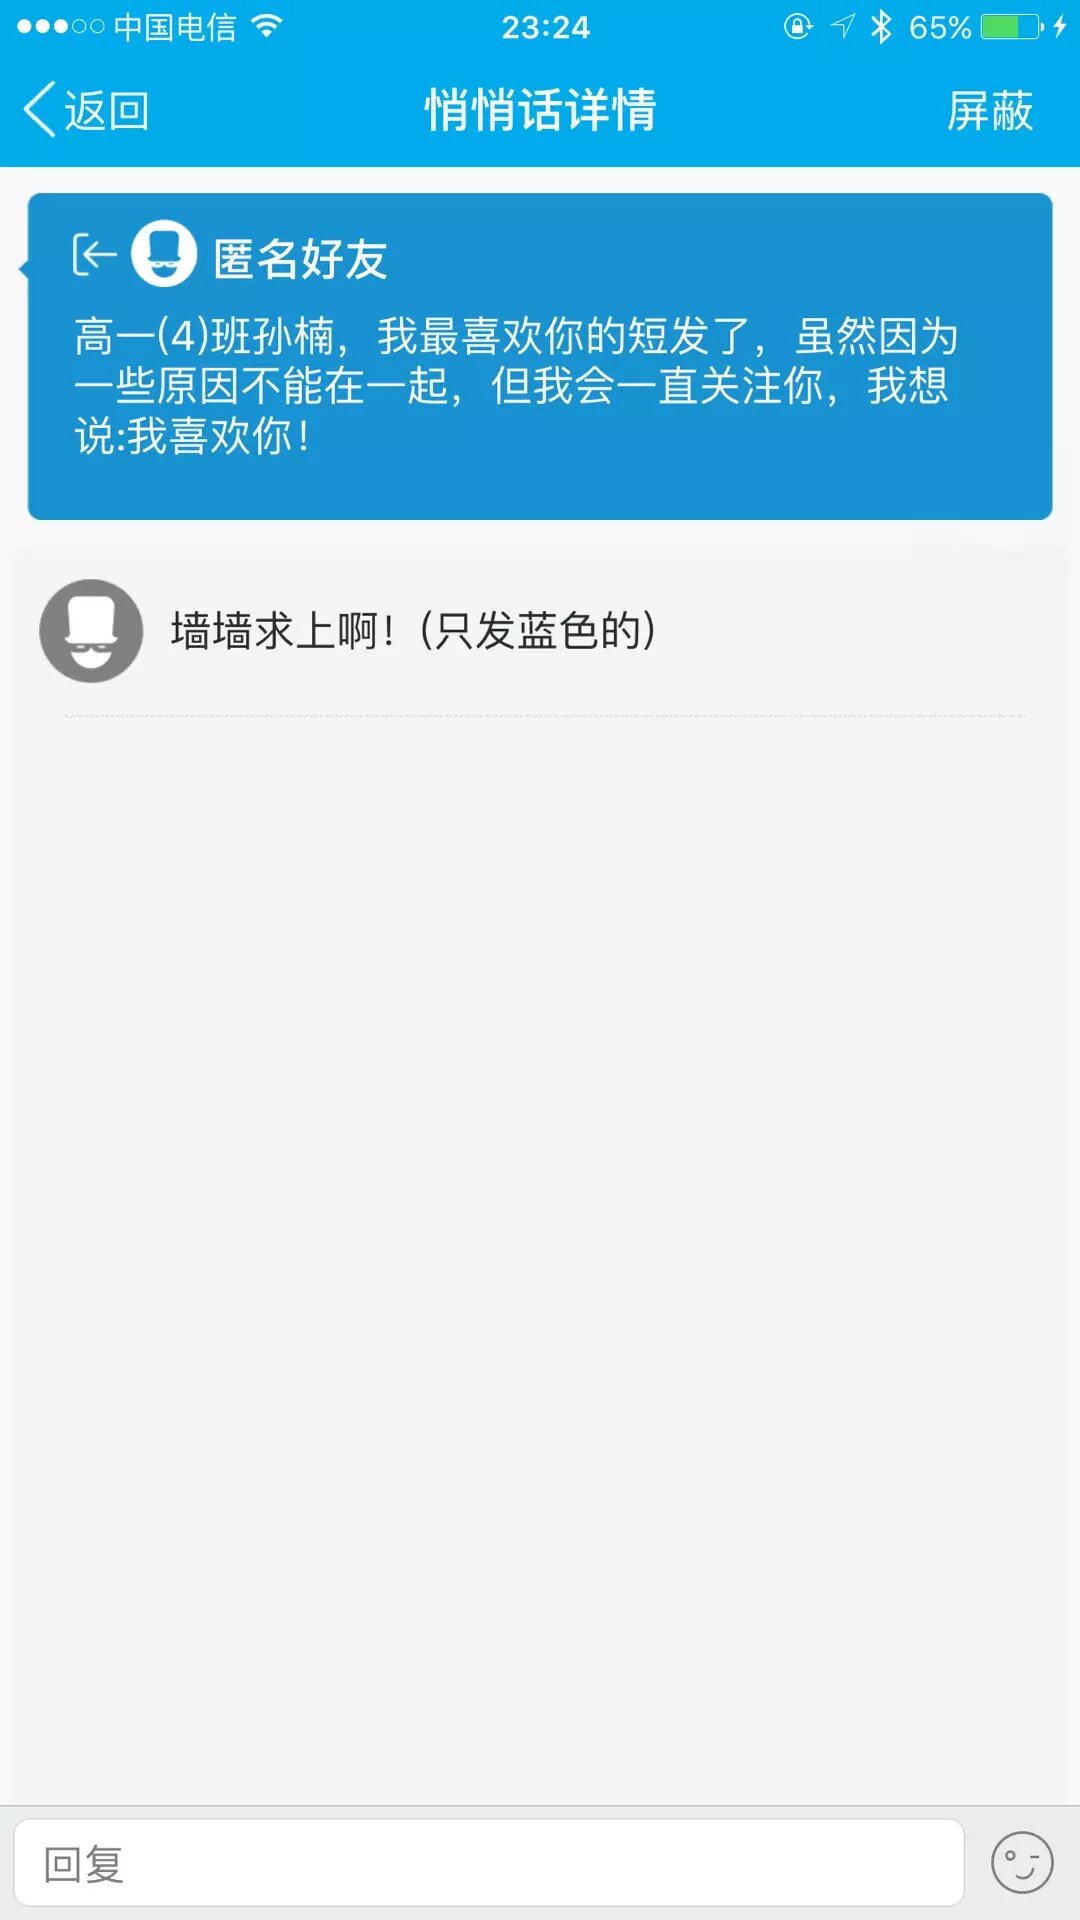 中国电信 23:24 65%
返回 悄悄话详情 屏蔽
匿名好友
高一(4)班孙楠，我最喜欢你的短发了，虽然因为
一些原因不能在一起，但我会一直关注你，我想
说:我喜欢你！
墙墙求上啊！(只发蓝色的)
回复